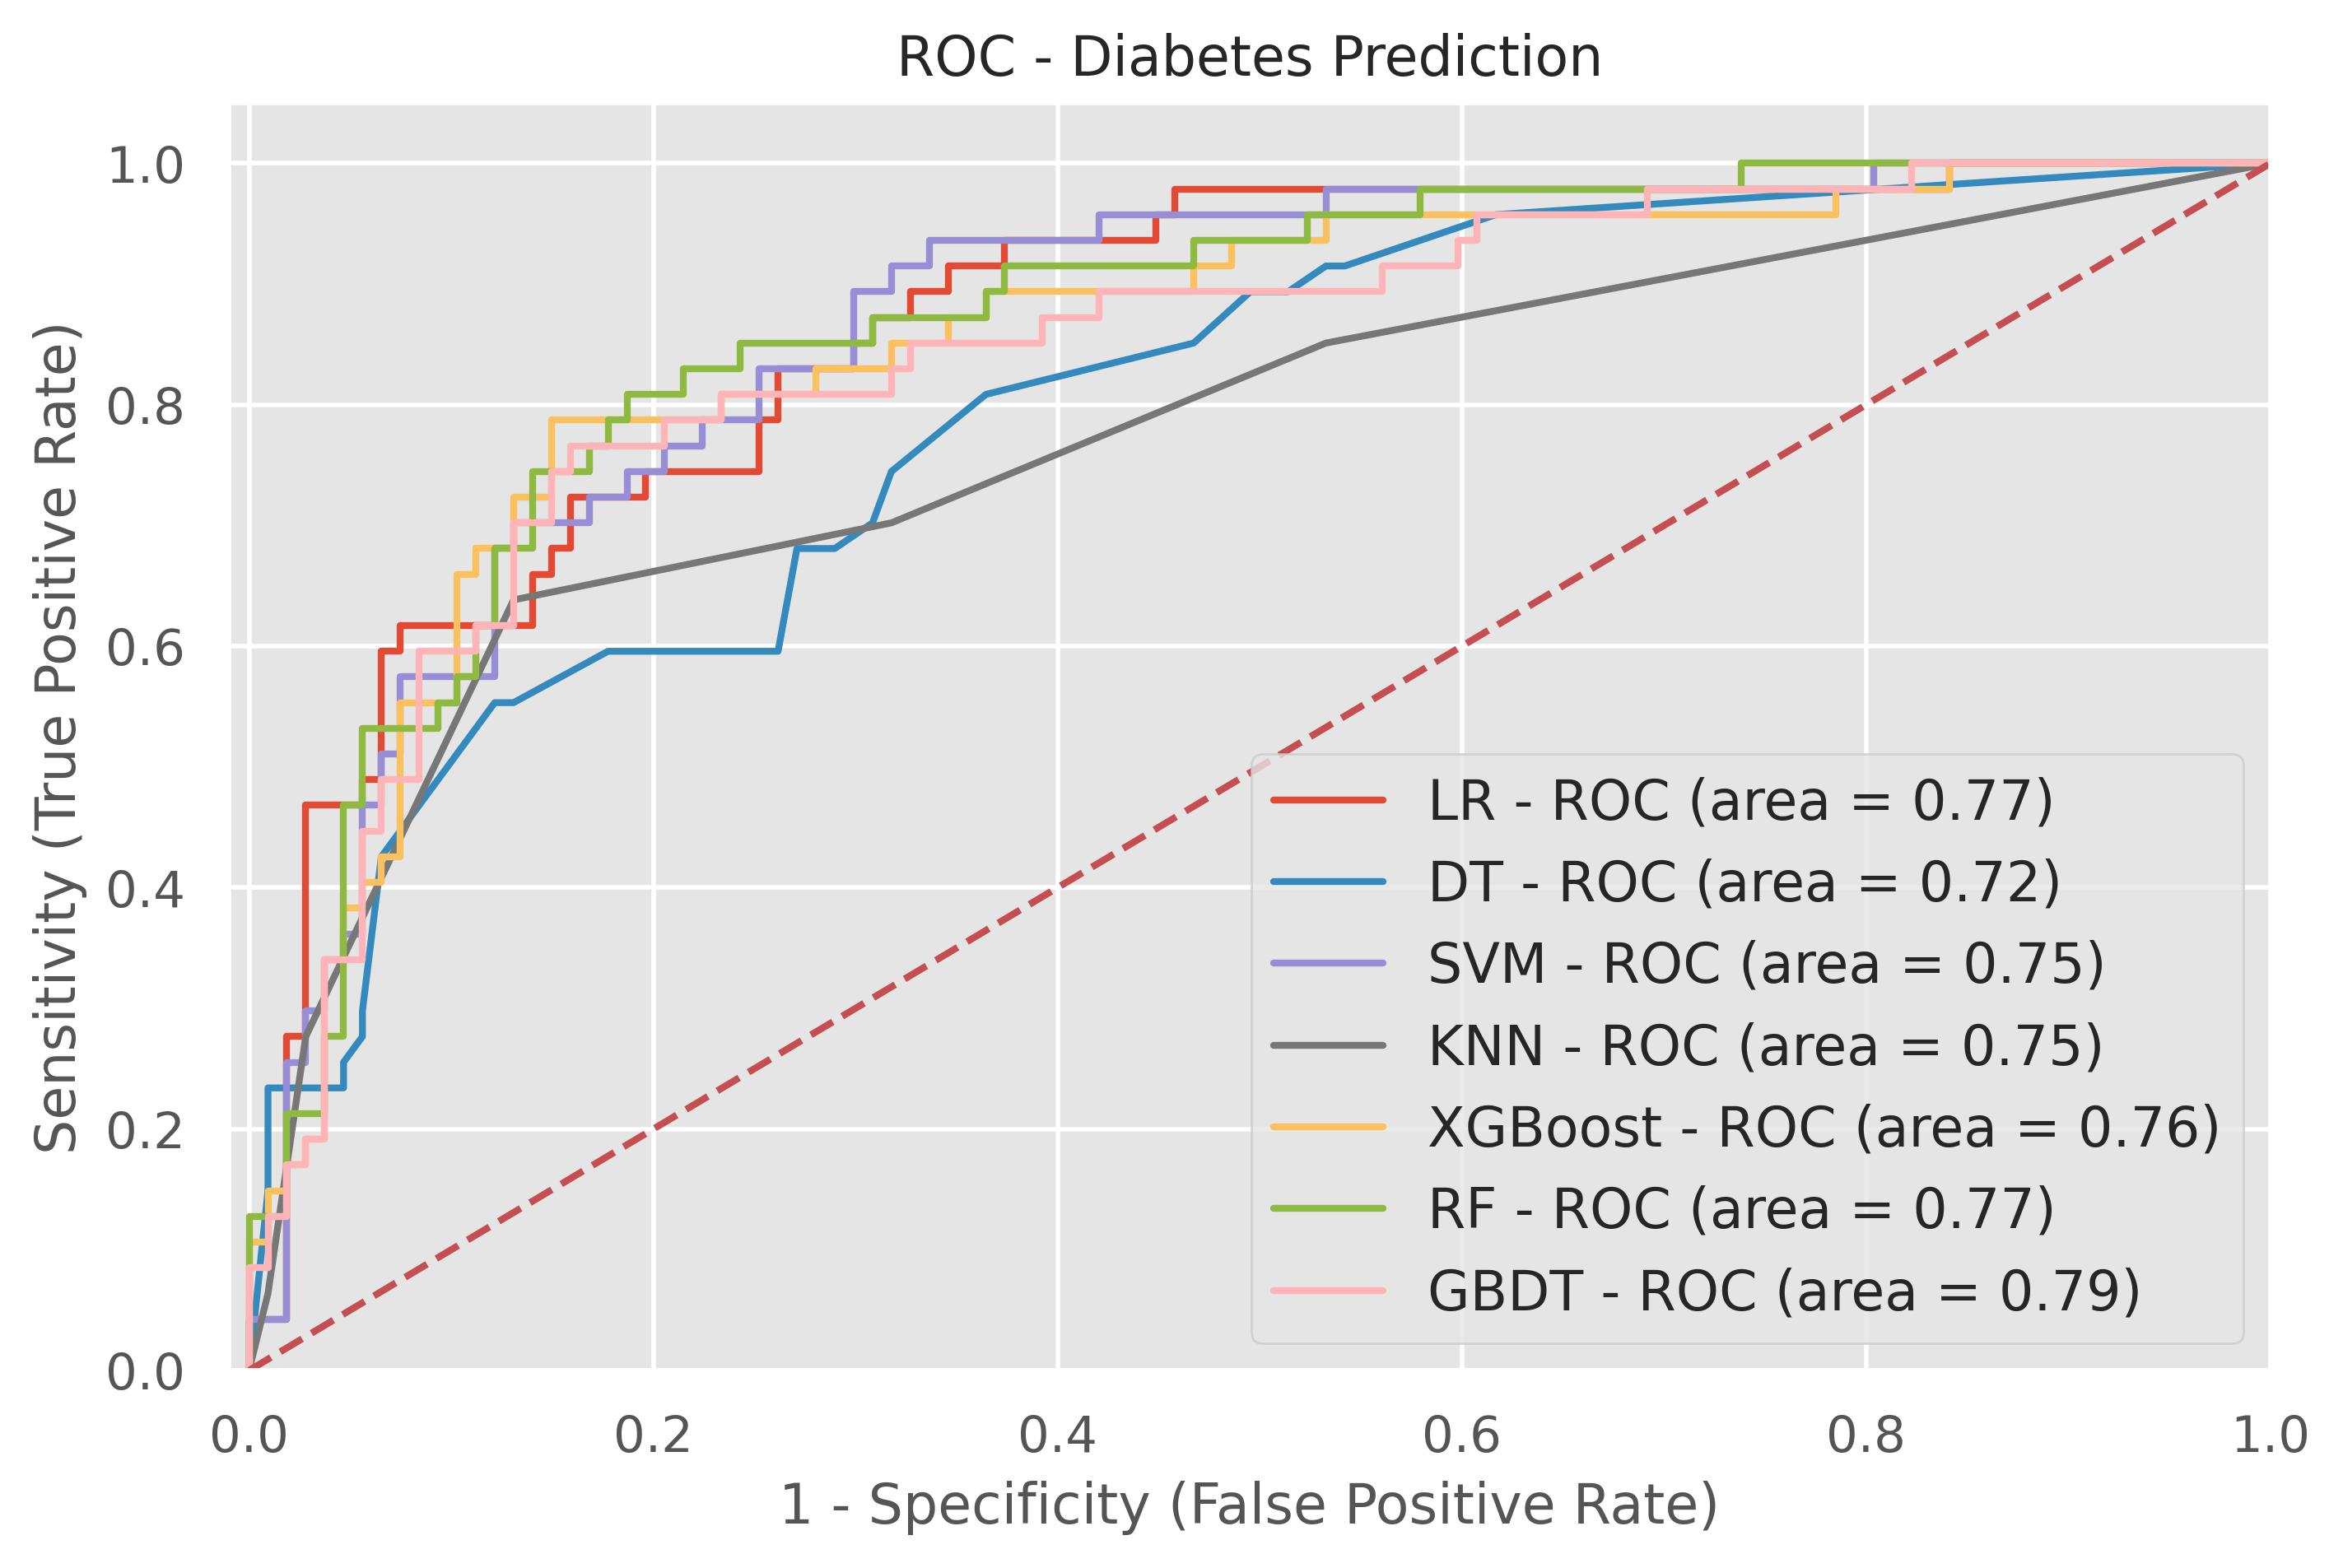 ROC - Diabetes Prediction
1.0
0.8
0.6
0.4
0.2
0.0
Sensitivity (True Positive Rate)
LR - ROC (area = 0.77)
DT - ROC (area = 0.72)
SVM - ROC (area = 0.75)
KNN - ROC (area = 0.75)
XGBoost - ROC (area = 0.76)
RF - ROC (area = 0.77)
GBDT - ROC (area = 0.79)
0.0 0.2 0.4 0.6 0.8 1.0
1 - Specificity (False Positive Rate)